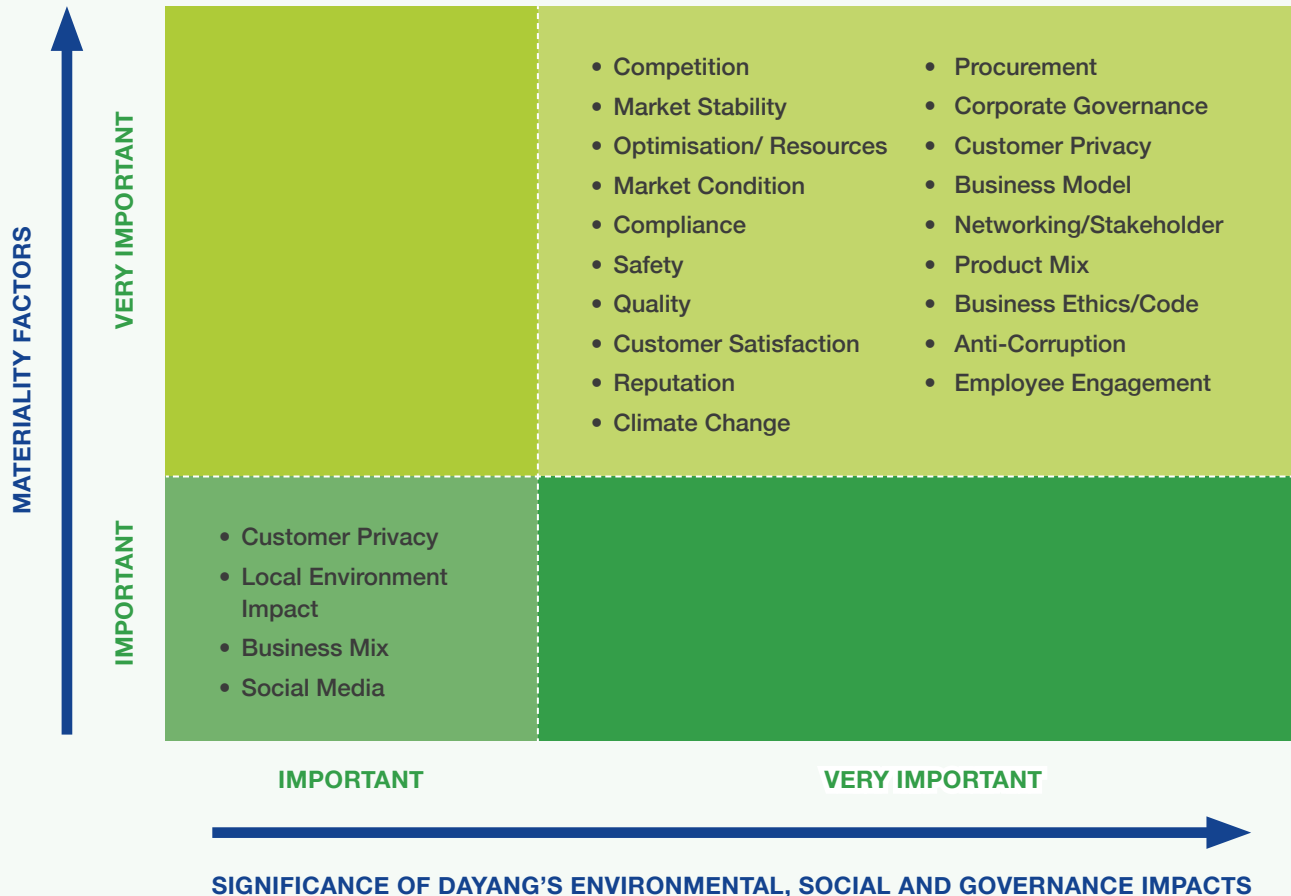 MATERIALITY FACTORS
VERY IMPORTANT
IMPORTANT
• Competition
• Market Stability
• Optimisation/ Resources
• Market Condition
• Compliance
• Safety
• Quality
• Customer Satisfaction
• Reputation
• Climate Change
• Procurement
• Corporate Governance
• Customer Privacy
• Business Model
• Networking/Stakeholder
• Product Mix
• Business Ethics/Code
• Anti-Corruption
• Employee Engagement
• Customer Privacy
• Local Environment
Impact
• Business Mix
• Social Media
IMPORTANT
VERY IMPORTANT
SIGNIFICANCE OF DAYANG’S ENVIRONMENTAL, SOCIAL AND GOVERNANCE IMPACTS